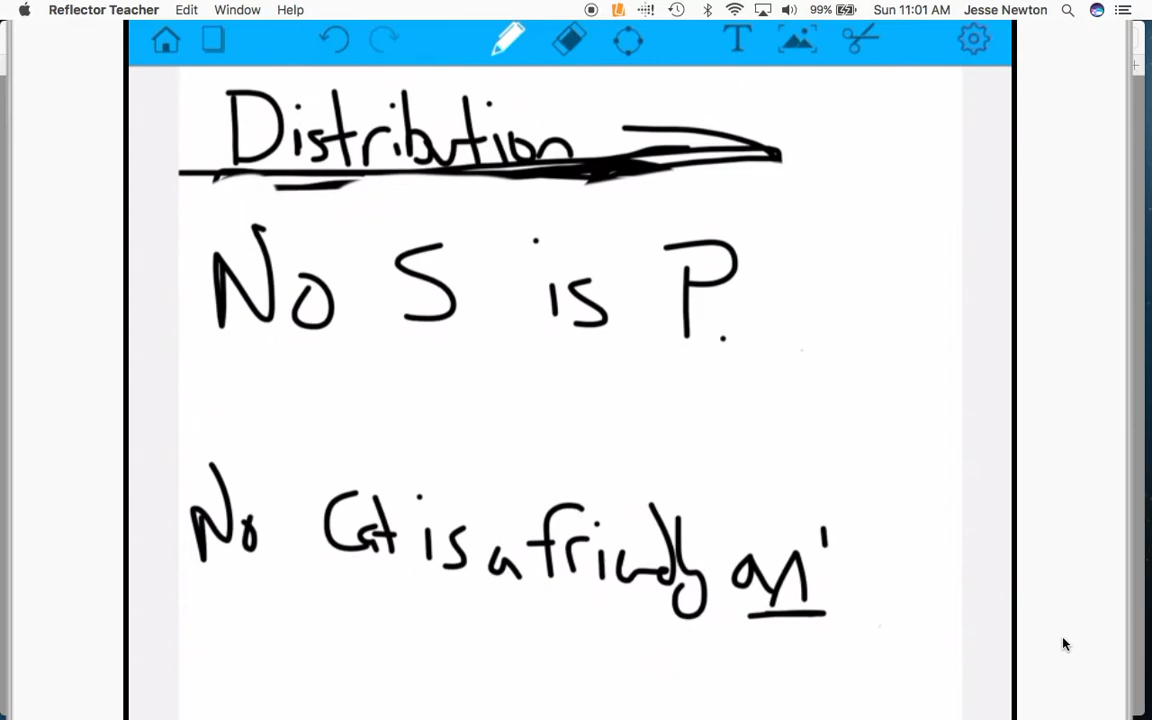 Reflector Teacher Edit Window Help 99% Sun 11:01 AM Jesse Newton
T
Distribution
No S is P.
No Cat is a friendly